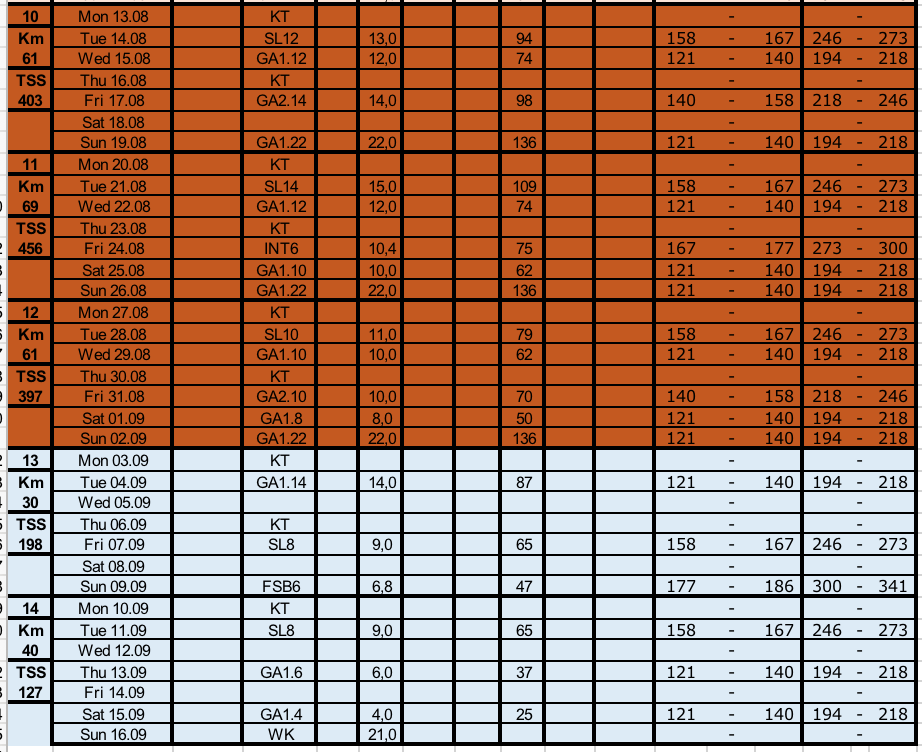 10 Mon 13.08 KT - -
Km Tue 14.08 SL12 13,0 94 158 - 167 246 - 273
61 Wed 15.08 GA1.12 12,0 74 121 - 140 194 - 218
TSS Thu 16.08 KT - -
403 Fri 17.08 GA2.14 14,0 98 140 - 158 218 - 246
Sat 18.08 - -
Sun 19.08 GA1.22 22,0 136 121 - 140 194 - 218
11 Mon 20.08 KT - -
Km Tue 21.08 SL14 15,0 109 158 - 167 246 - 273
69 Wed 22.08 GA1.12 12,0 74 121 - 140 194 - 218
TSS Thu 23.08 KT - -
456 Fri 24.08 INT6 10,4 75 167 - 177 273 - 300
Sat 25.08 GA1.10 10,0 62 121 - 140 194 - 218
Sun 26.08 GA1.22 22,0 136 121 - 140 194 - 218
12 Mon 27.08 KT - -
Km Tue 28.08 SL10 11,0 79 158 - 167 246 - 273
61 Wed 29.08 GA1.10 10,0 62 121 - 140 194 - 218
TSS Thu 30.08 KT - -
397 Fri 31.08 GA2.10 10,0 70 140 - 158 218 - 246
Sat 01.09 GA1.8 8,0 50 121 - 140 194 - 218
Sun 02.09 GA1.22 22,0 136 121 - 140 194 - 218
13 Mon 03.09 KT - -
Km Tue 04.09 GA1.14 14,0 87 121 - 140 194 - 218
30 Wed 05.09 - -
TSS Thu 06.09 KT - -
198 Fri 07.09 SL8 9,0 65 158 - 167 246 - 273
Sat 08.09 - -
Sun 09.09 FSB6 6,8 47 177 - 186 300 - 341
14 Mon 10.09 KT - -
Km Tue 11.09 SL8 9,0 65 158 - 167 246 - 273
40 Wed 12.09 - -
TSS Thu 13.09 GA1.6 6,0 37 121 - 140 194 - 218
127 Fri 14.09 - -
Sat 15.09 GA1.4 4,0 25 121 - 140 194 - 218
Sun 16.09 WK 21,0 - -